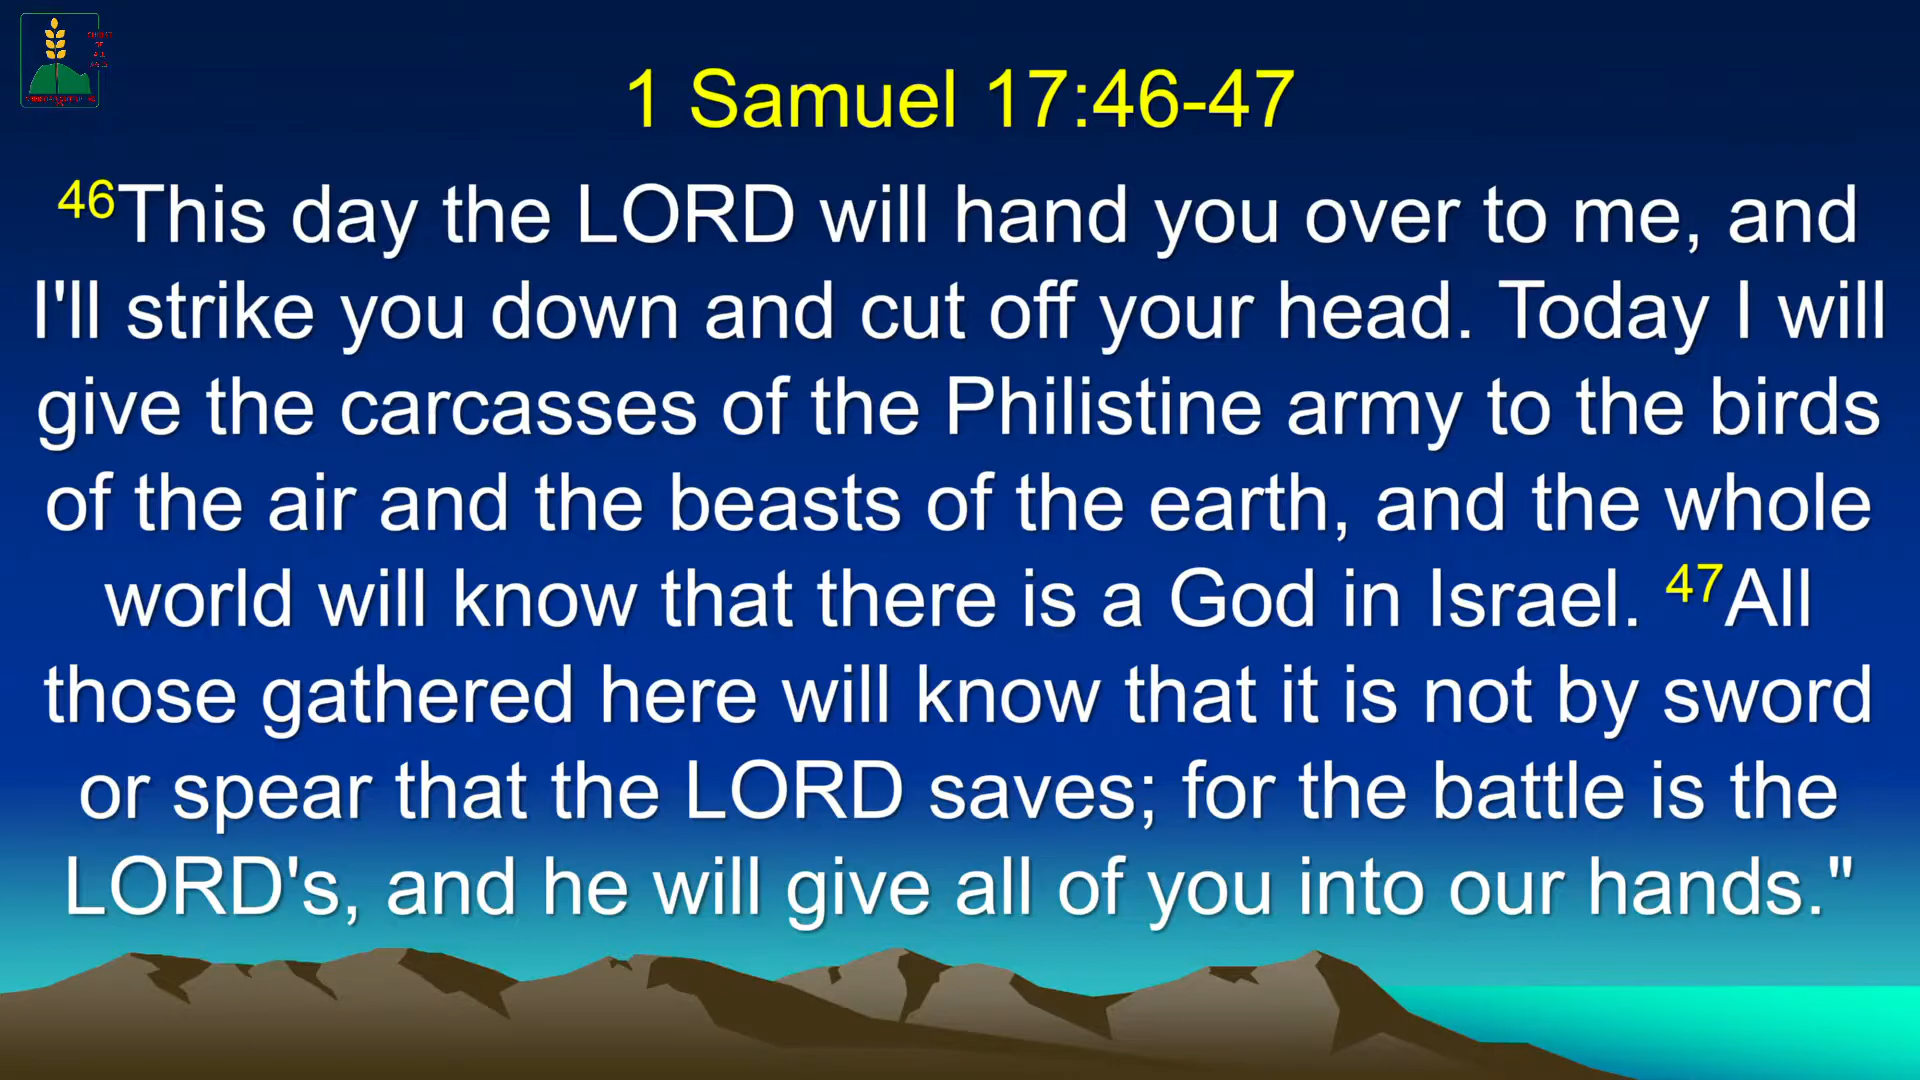 1 Samuel 17:46-47
46This day the LORD will hand you over to me, and
I'll strike you down and cut off your head. Today I will
give the carcasses of the Philistine army to the birds
of the air and the beasts of the earth, and the whole
world will know that there is a God in Israel. 47All
those gathered here will know that it is not by sword
or spear that the LORD saves; for the battle is the
LORD's, and he will give all of you into our hands."